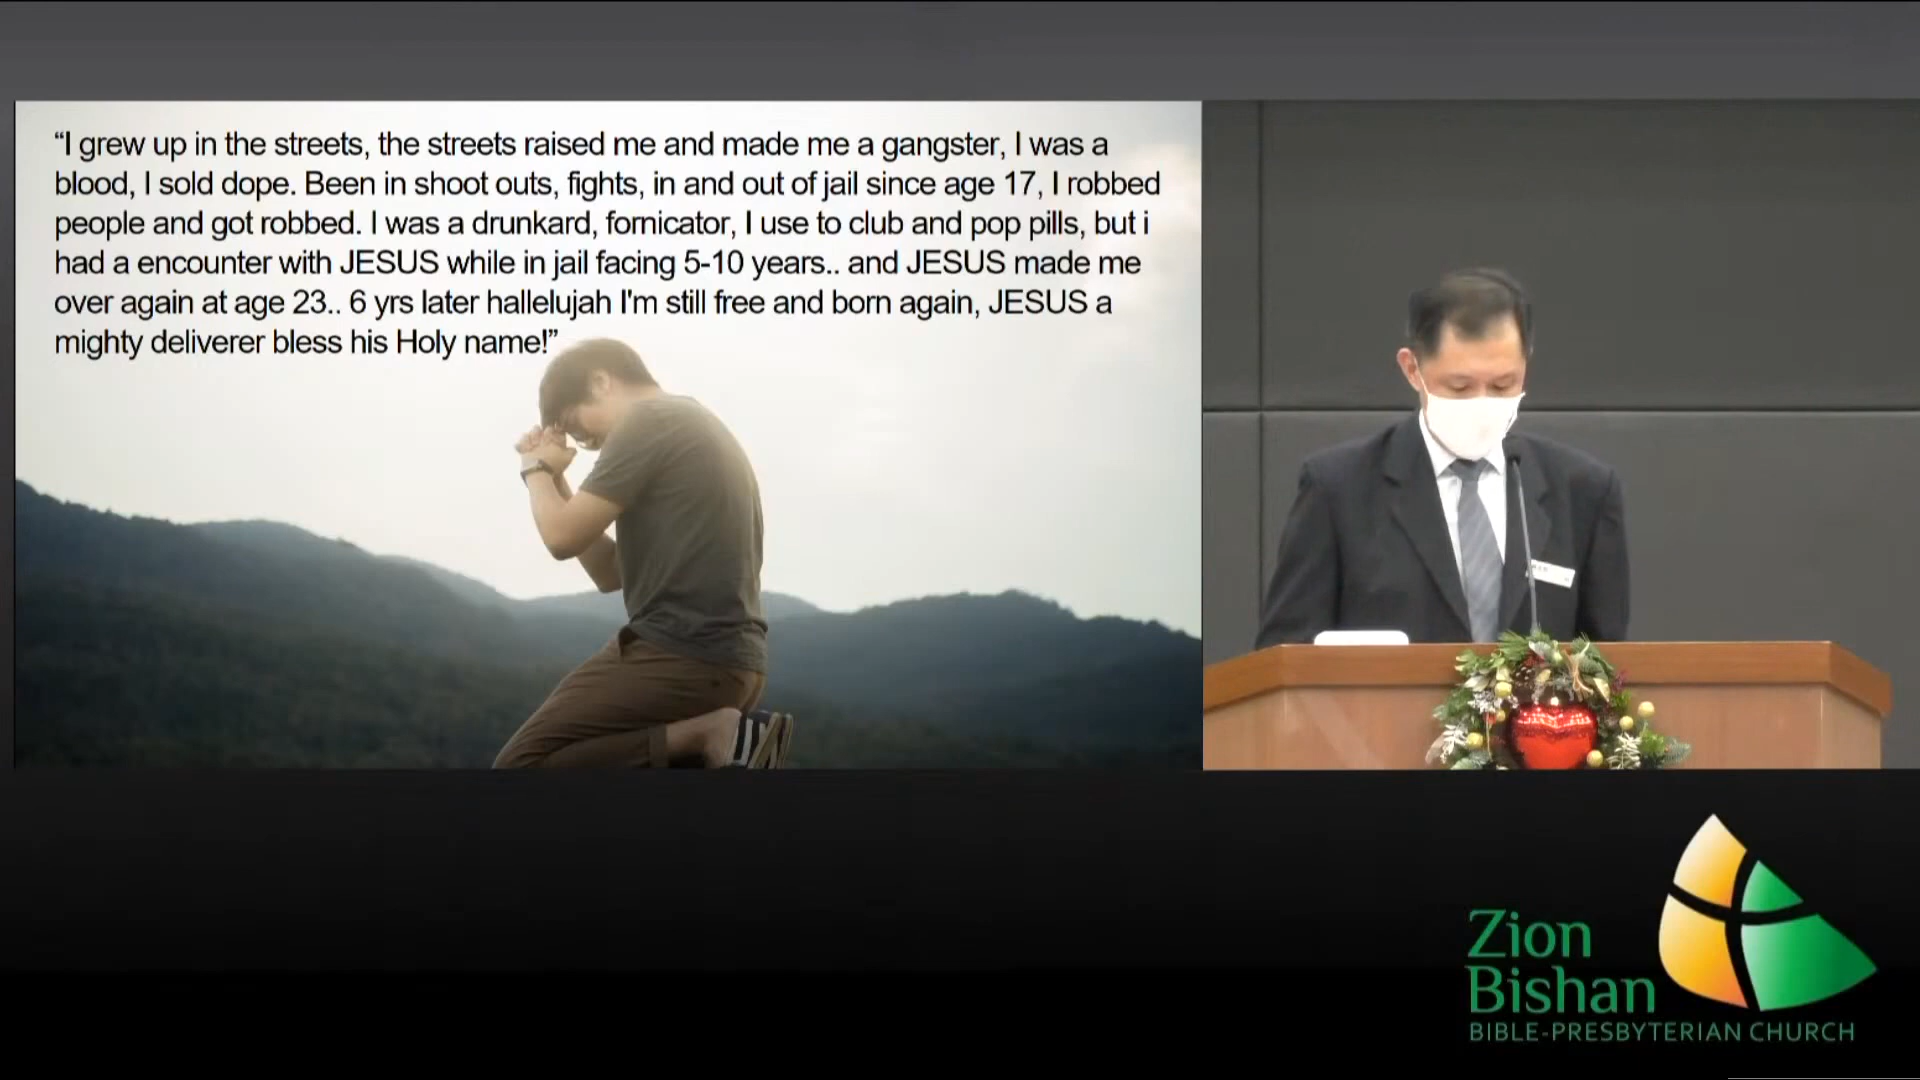 “I grew up in the streets, the streets raised me and made me a gangster, I was a
blood, I sold dope. Been in shoot outs, fights, in and out of jail since age 17, I robbed
people and got robbed. I was a drunkard, fornicator, I use to club and pop pills, but i
had a encounter with JESUS while in jail facing 5-10 years.. and JESUS made me
over again at age 23.. 6 yrs later hallelujah I'm still free and born again, JESUS a
mighty deliverer bless his Holy name!”
Zion
Bishan
BIBLE-PRESBYTERIAN CHURCH